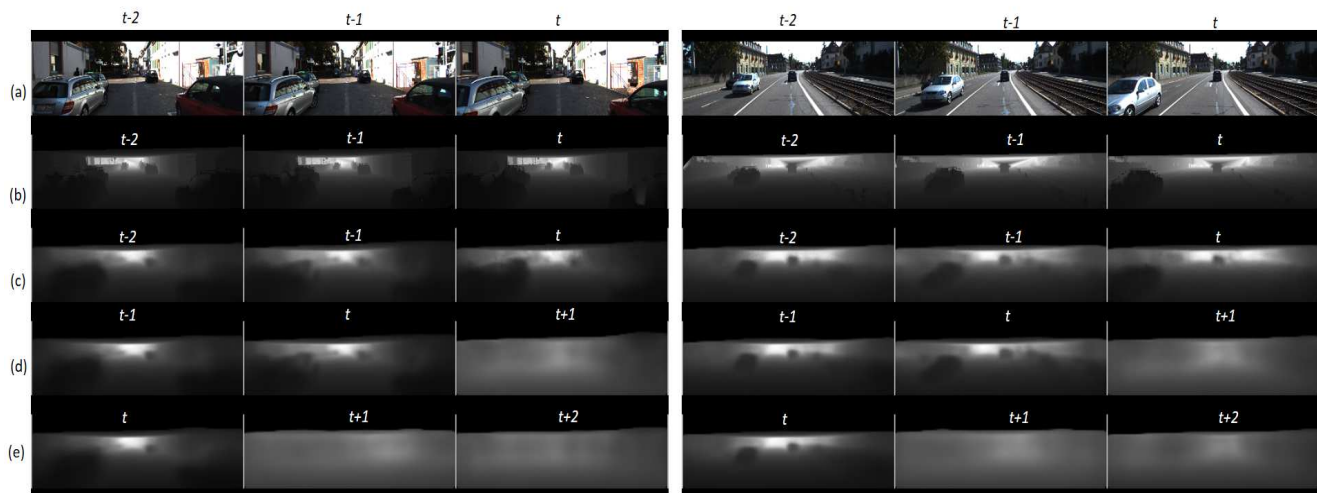 t-2 t-1 t t-2 t-1 t
(a)
t-2 t-1 t t-2 t-1 t
(b)
t-2 t-1 t t-2 t-1 t
(c)
t-1 t t+1 t-1 t t+1
(d)
t t+1 t+2 t t+1 t+2
(e)